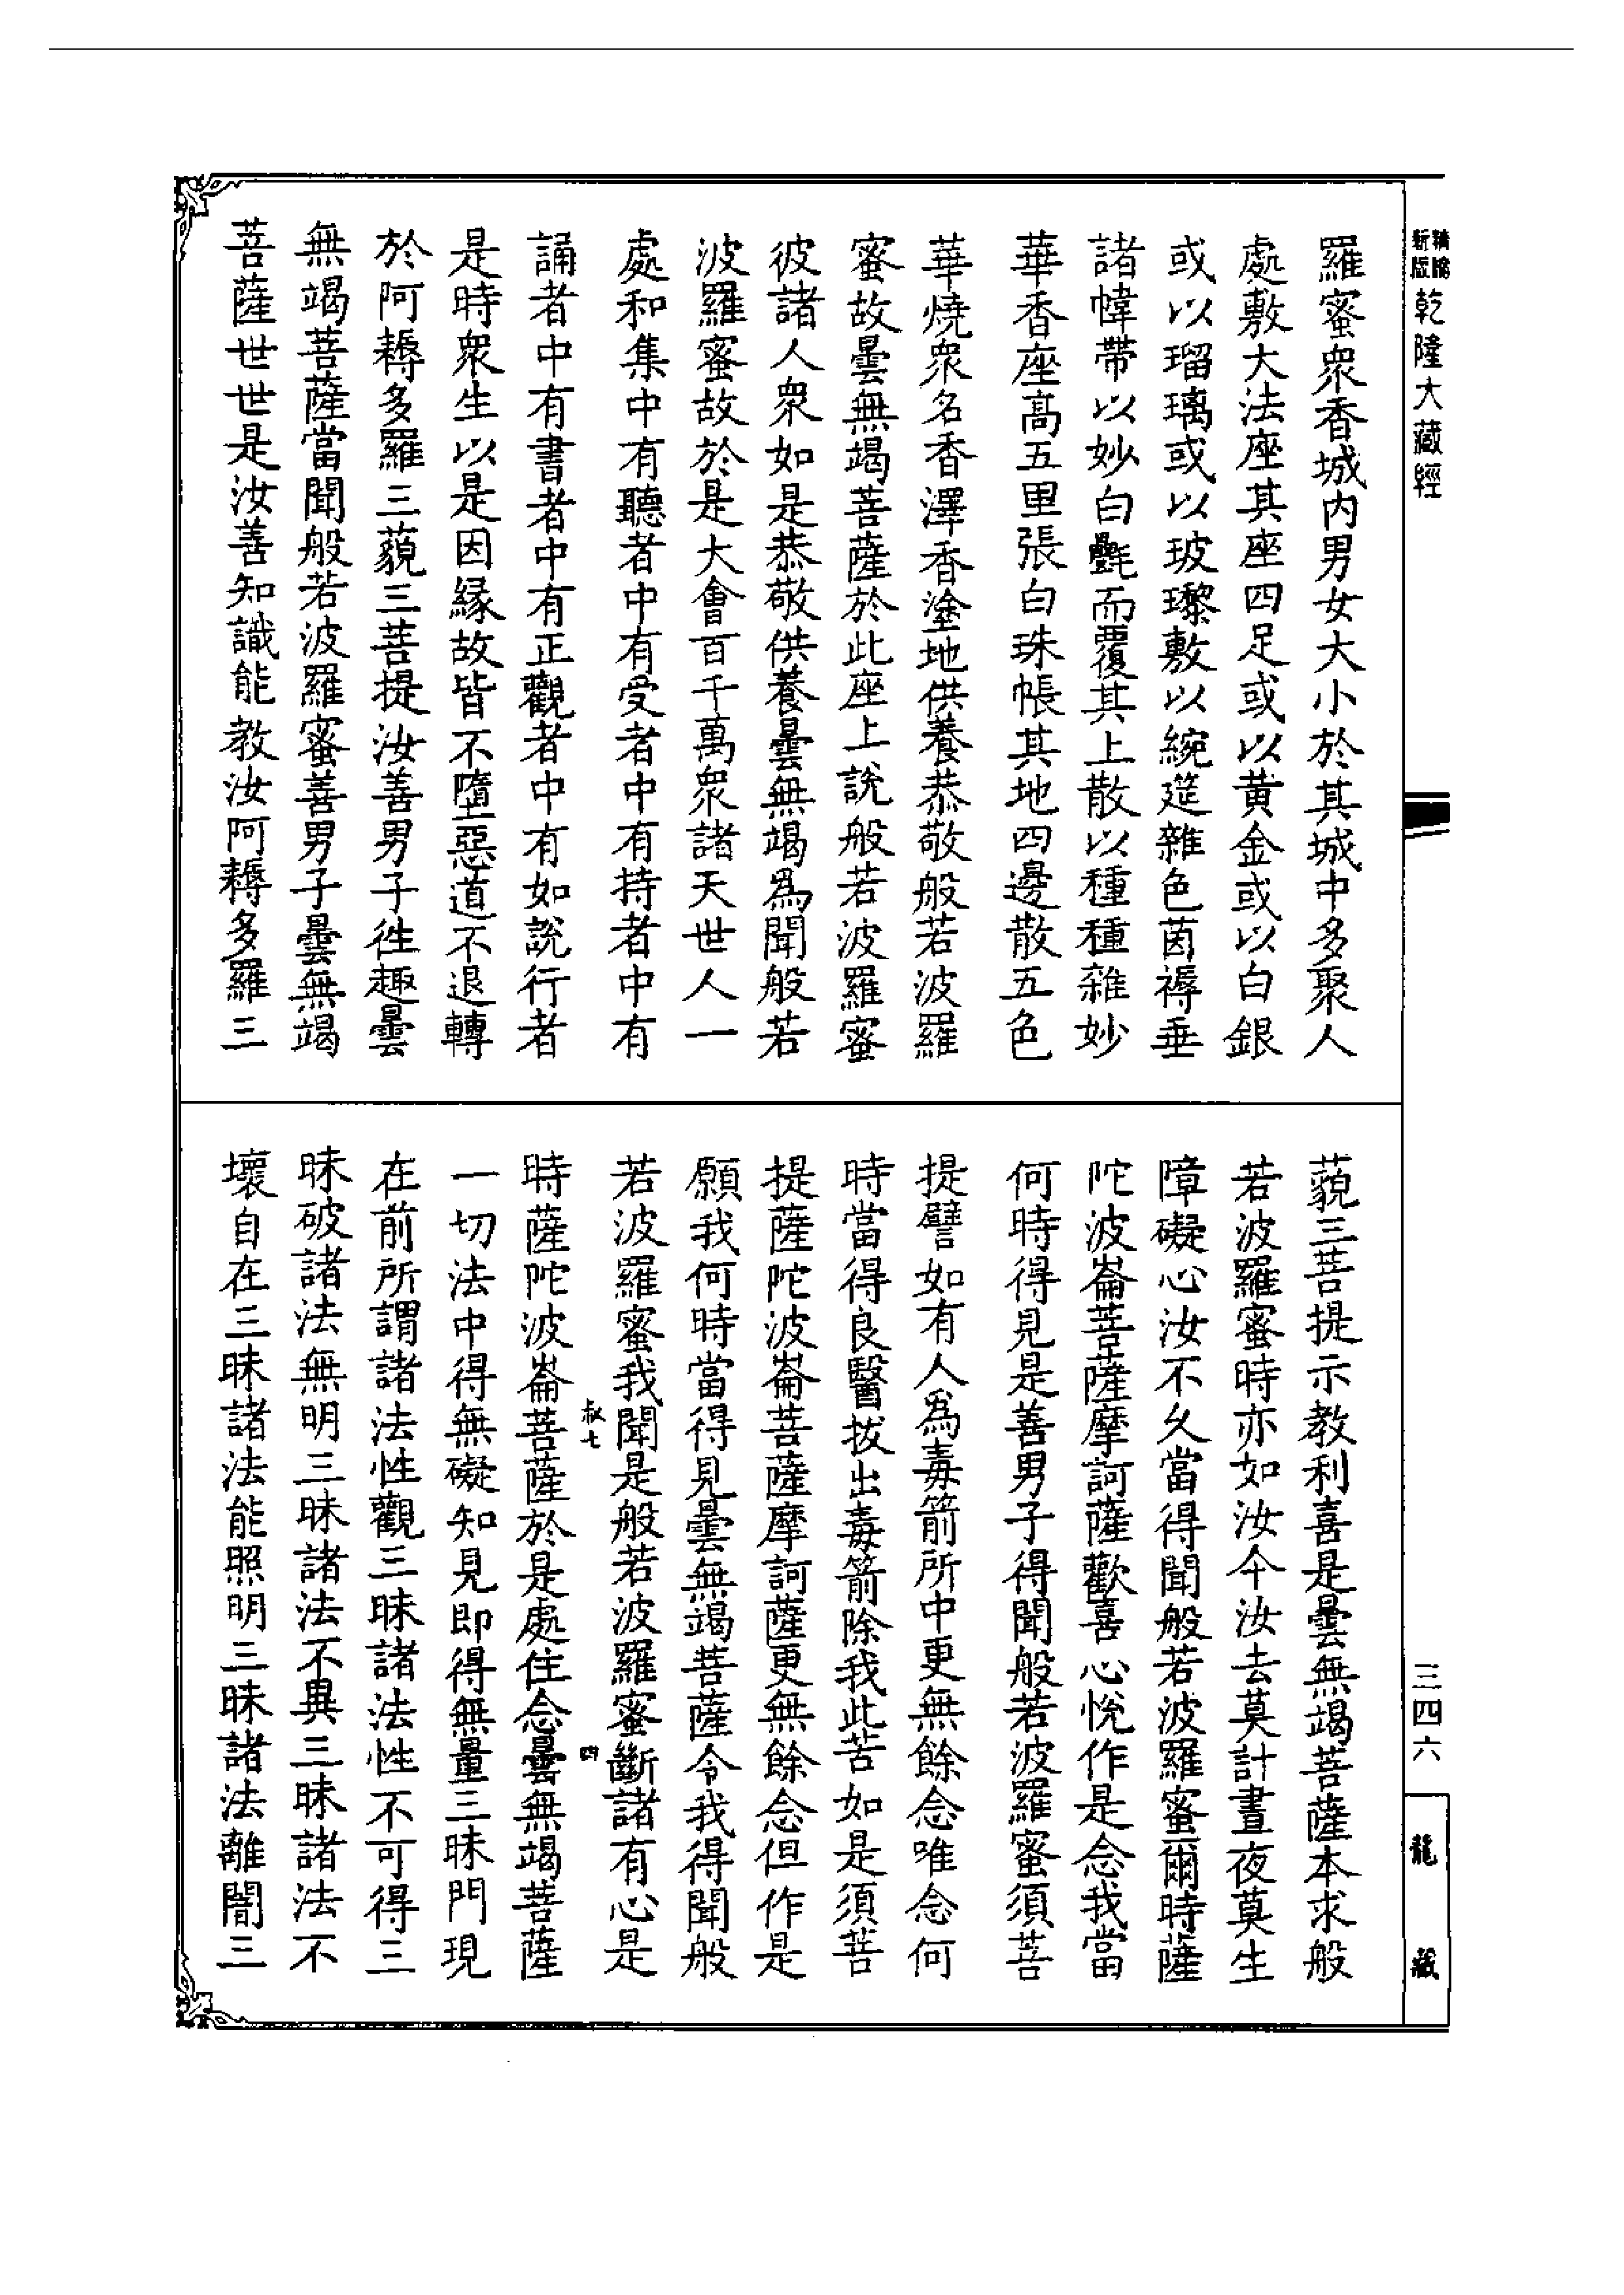 新版精縮乾隆大藏經
三四六
龍藏
羅蜜衆香城内男女大小於其城中多聚人
處敷大法座其座四足或以黄金或以白銀
或以瑠璃或以玻瓈敷以綩筵雜色茵褥垂
諸幃帶以妙白氎而覆其上散以種種雜妙
華香座高五里張白珠帳其地四邊散五色
華燒衆名香澤香塗地供養恭敬般若波羅
蜜故曇無竭菩薩於此座上說般若波羅蜜
彼諸人衆如是恭敬供養曇無竭爲聞般若
波羅蜜故於是大會百千萬衆諸天世人一
處和集中有聽者中有受者中有持者中有
誦者中有書者中有正觀者中有如說行者
是時衆生以是因緣故皆不墮惡道不退轉
於阿耨多羅三藐三菩提汝善男子徃趣曇
無竭菩薩當聞般若波羅蜜善男子曇無竭
菩薩世世是汝善知識能教汝阿耨多羅三
藐三菩提示教利喜是曇無竭菩薩本求般
若波羅蜜時亦如汝今汝去莫計晝夜莫生
障礙心汝不久當得聞般若波羅蜜爾時薩
陀波崙菩薩摩訶薩歡喜心悅作是念我當
何時得見是善男子得聞般若波羅蜜須菩
提譬如有人爲毒箭所中更無餘念唯念何
時當得良醫拔出毒箭除我此苦如是須菩
提薩陀波崙菩薩摩訶薩更無餘念但作是
願我何時當得見曇無竭菩薩令我得聞般
若波羅蜜我聞是般若波羅蜜斷諸有心是
時薩陀波崙菩薩於是處住念曇無竭菩薩
一切法中得無礙知見即得無量三昧門現
在前所謂諸法性觀三昧諸法性不可得三
昧破諸法無明三昧諸法不異三昧諸法不
壞自在三昧諸法能照明三昧諸法離闇三